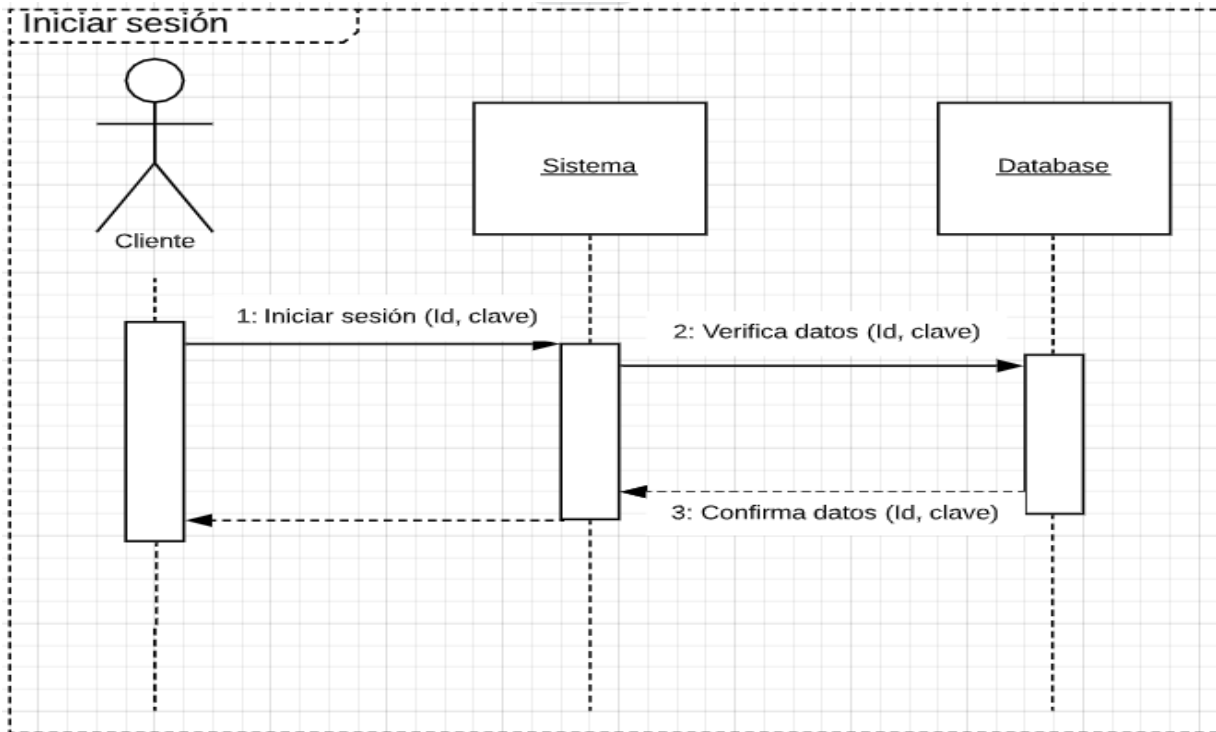 Iniciar sesión
Cliente
Sistema
Database
1: Iniciar sesión (Id, clave)
2: Verifica datos (Id, clave)
3: Confirma datos (Id, clave)